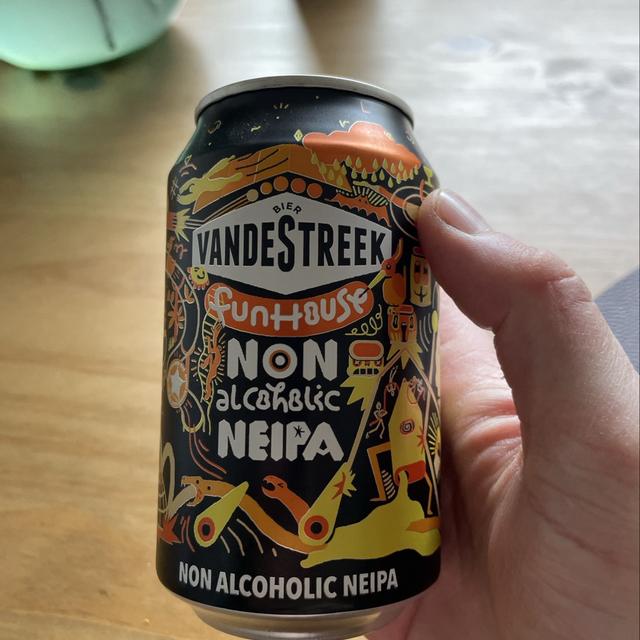 BIER
VANDESTREEK
FUNHOUSE
NON
alcoholic
NEIPA
NON ALCOHOLIC NEIPA